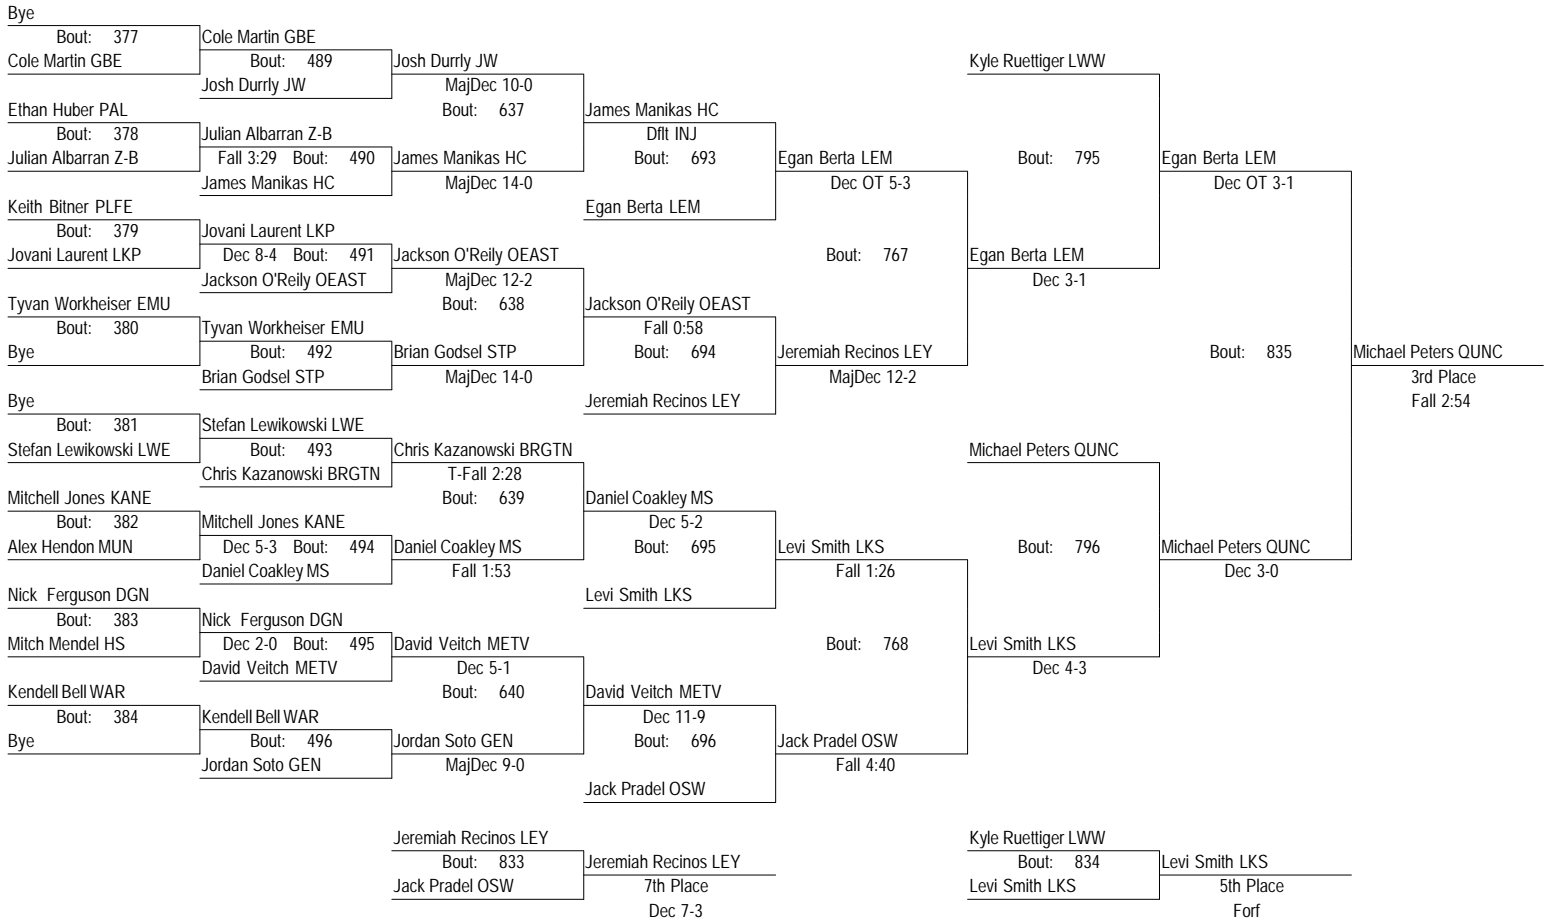 Bye
Bout: 377
Cole Martin GBE
Cole Martin GBE
Bout: 489
Josh Durrly JW
Josh Durrly JW
MajDec 10-0
Bout: 637
Ethan Huber PAL
Bout: 378
Julian Albarran Z-B
Julian Albarran Z-B
Fall 3:29 Bout: 490
James Manikas HC
James Manikas HC
MajDec 14-0
James Manikas HC
Dflt INJ
Bout: 693
Egan Berta LEM
Egan Berta LEM
Dec OT 5-3
Keith Bitner PLFE
Bout: 379
Jovani Laurent LKP
Jovani Laurent LKP
Dec 8-4 Bout: 491
Jackson O'Reily OEAST
Jackson O'Reily OEAST
MajDec 12-2
Bout: 638
Tyvan Workheiser EMU
Bout: 380
Bye
Tyvan Workheiser EMU
Bout: 492
Brian Godsel STP
Brian Godsel STP
MajDec 14-0
Jackson O'Reily OEAST
Fall 0:58
Bout: 694
Jeremiah Recinos LEY
Jeremiah Recinos LEY
MajDec 12-2
Bout: 767
Egan Berta LEM
Dec 3-1
Kyle Ruettiger LWW
Bout: 795
Egan Berta LEM
Dec OT 3-1
Bye
Bout: 381
Stefan Lewikowski LWE
Stefan Lewikowski LWE
Bout: 493
Chris Kazanowski BRGTN
Chris Kazanowski BRGTN
T-Fall 2:28
Bout: 639
Mitchell Jones KANE
Bout: 382
Alex Hendon MUN
Mitchell Jones KANE
Dec 5-3 Bout: 494
Daniel Coakley MS
Daniel Coakley MS
Fall 1:53
Daniel Coakley MS
Dec 5-2
Bout: 695
Levi Smith LKS
Levi Smith LKS
Fall 1:26
Nick Ferguson DGN
Bout: 383
Mitch Mendel HS
Nick Ferguson DGN
Dec 2-0 Bout: 495
David Veitch METV
David Veitch METV
Dec 5-1
Bout: 640
Kendell Bell WAR
Bout: 384
Bye
Kendell Bell WAR
Bout: 496
Jordan Soto GEN
Jordan Soto GEN
MajDec 9-0
David Veitch METV
Dec 11-9
Bout: 696
Jack Pradel OSW
Jack Pradel OSW
Fall 4:40
Bout: 768
Levi Smith LKS
Dec 4-3
Michael Peters QUNC
Bout: 796
Michael Peters QUNC
Dec 3-0
Bout: 835
Michael Peters QUNC
3rd Place
Fall 2:54
Jeremiah Recinos LEY
Bout: 833
Jack Pradel OSW
Jeremiah Recinos LEY
7th Place
Dec 7-3
Kyle Ruettiger LWW
Bout: 834
Levi Smith LKS
Levi Smith LKS
5th Place
Forf